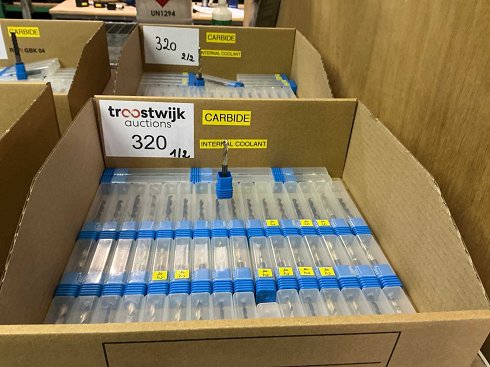 UN1294
CARBIDE
GBK 04
320
2/2
CARBIDE
INTERNAL COOLANT
troostwijk
auctions
320
1/2
CARBIDE
INTERNAL COOLANT